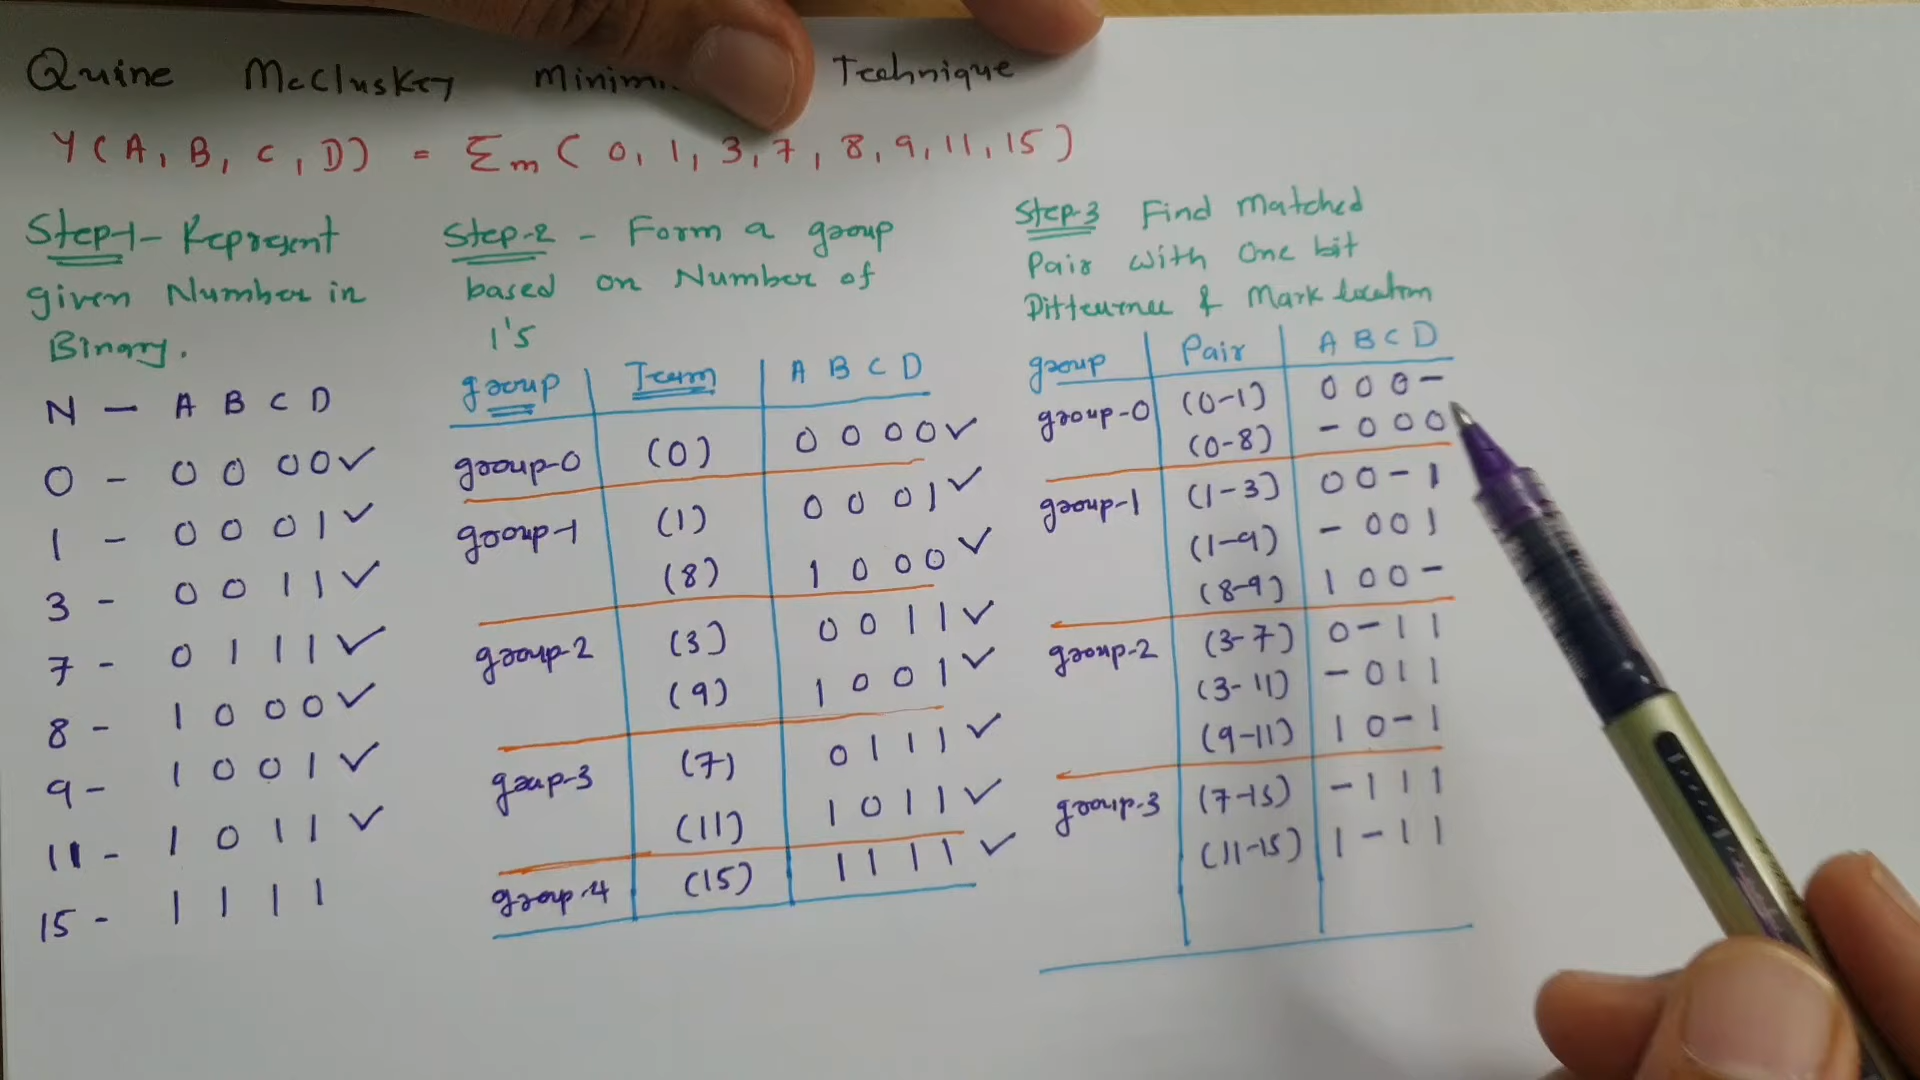 Quine McCluskey Technique
Y(A, B, C, D) = Σm ( 0, 1, 3, 7, 8, 9, 11, 15)
Step-1 - Represent
given Number in
Binary.
N - A B C D
0 - 0 0 0 0 ✓
1 - 0 0 0 1 ✓
3 - 0 0 1 1 ✓
7 - 0 1 1 1 ✓
8 - 1 0 0 0 ✓
9 - 1 0 0 1 ✓
11 - 1 0 1 1 ✓
15 - 1 1 1 1
Step-2 - Form a group
based on Number of
1's
group Term A B C D
group-0 (0) 0 0 0 0 ✓
group-1 (1) 0 0 0 1 ✓
(8) 1 0 0 0 ✓
group-2 (3) 0 0 1 1 ✓
(9) 1 0 0 1 ✓
group-3 (7) 0 1 1 1 ✓
(11) 1 0 1 1 ✓
group-4 (15) 1 1 1 1 ✓
Step-3 Find Matched
Pair with One bit
& Mark location
group Pair A B C D
group-0 (0-1) 0 0 0 -
(0-8) - 0 0 0
group-1 (1-3) 0 0 - 1
(1-9) - 0 0 1
(8-9) 1 0 0 -
group-2 (3-7) 0 - 1 1
(3-11) - 0 1 1
(9-11) 1 0 - 1
group-3 (7-15) - 1 1 1
(11-15) 1 - 1 1